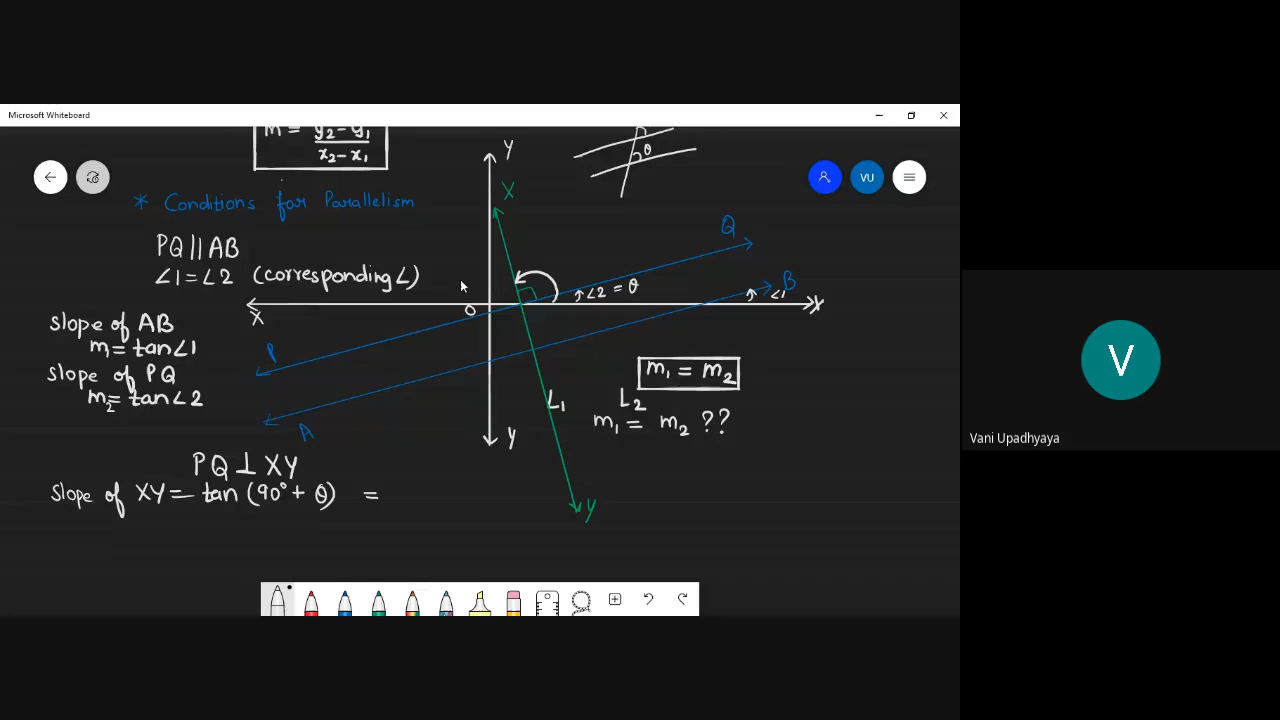 Microsoft Whiteboard
m = y2-y1
x2-x1
* Conditions for Parallelism
PQ || AB
∠1 = ∠2 (corresponding ∠)
Slope of AB
m1 = tan∠1
Slope of PQ
m2 = tan∠2
PQ ⊥ XY
Slope of XY = tan (90° + θ) =
Y
X
θ
Q
B
↑∠2 = θ
↑ ∠1
X
X
O
P
A
Y
L1
Y
m1 = m2
L2
m1 = m2 ??
VU
V
Vani Upadhyaya